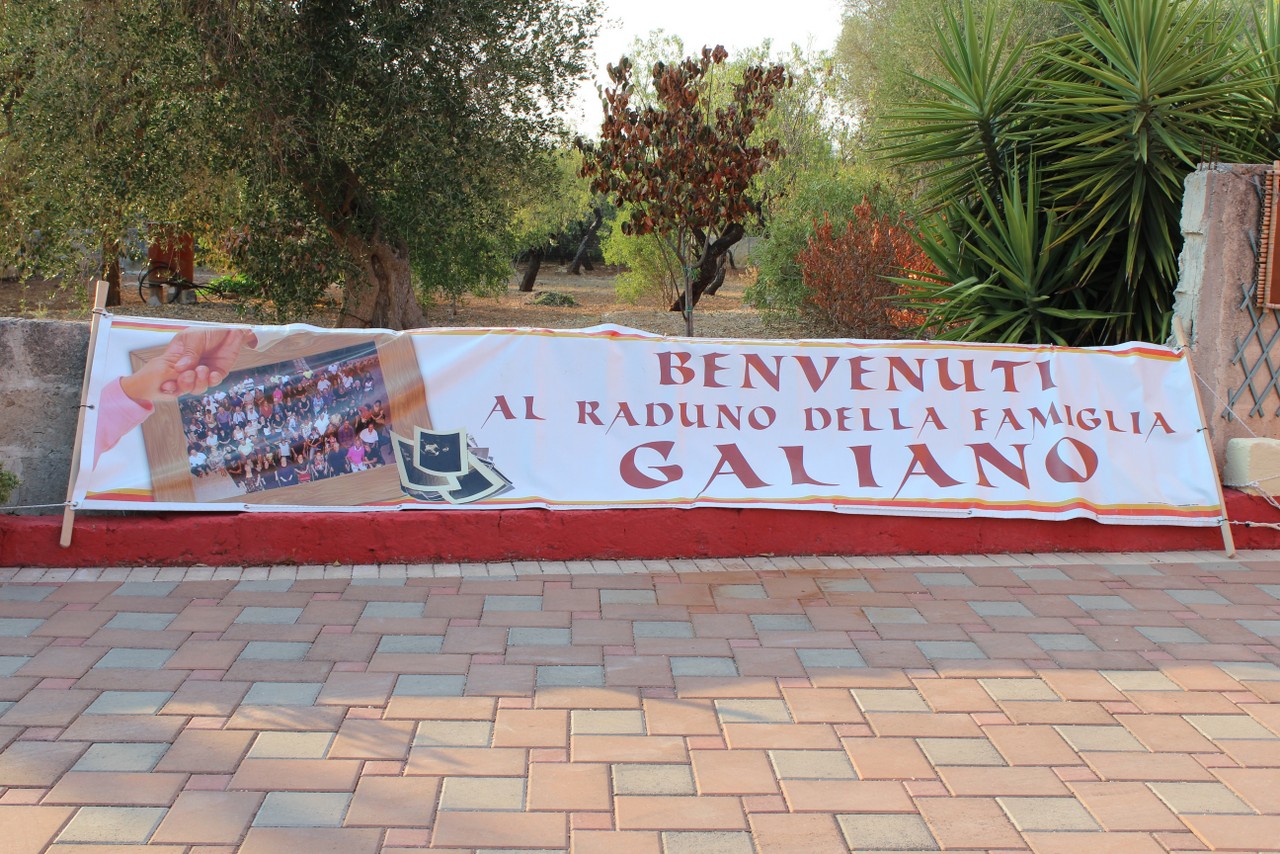 BENVENUTI
AL RADUNO DELLA FAMIGLIA
GALIANO